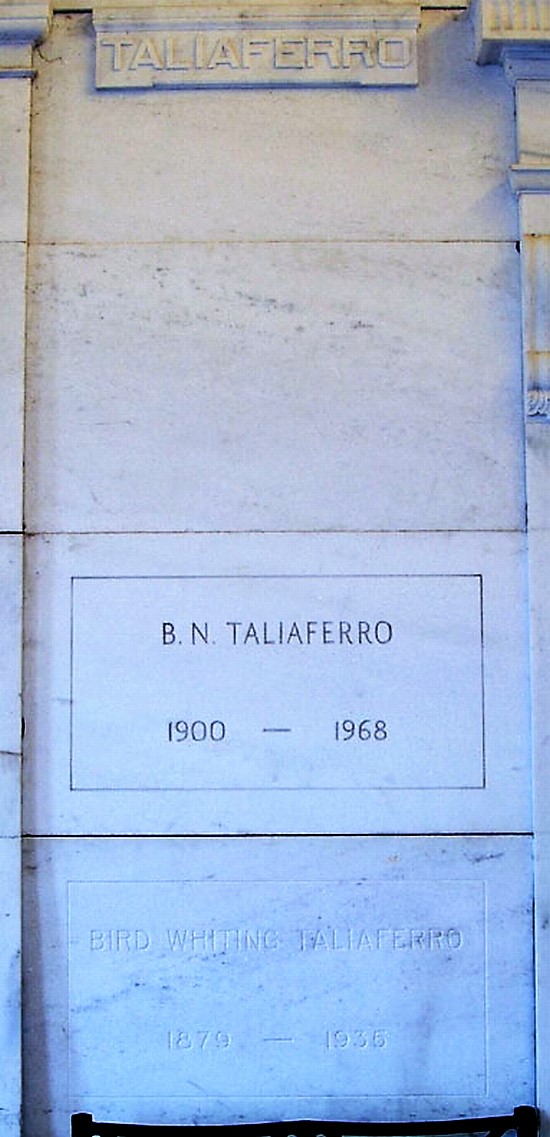 TALIAFERRO
B. N. TALIAFERRO
1900 — 1968
BIRD WHITING TALIAFERRO
1879 — 1935